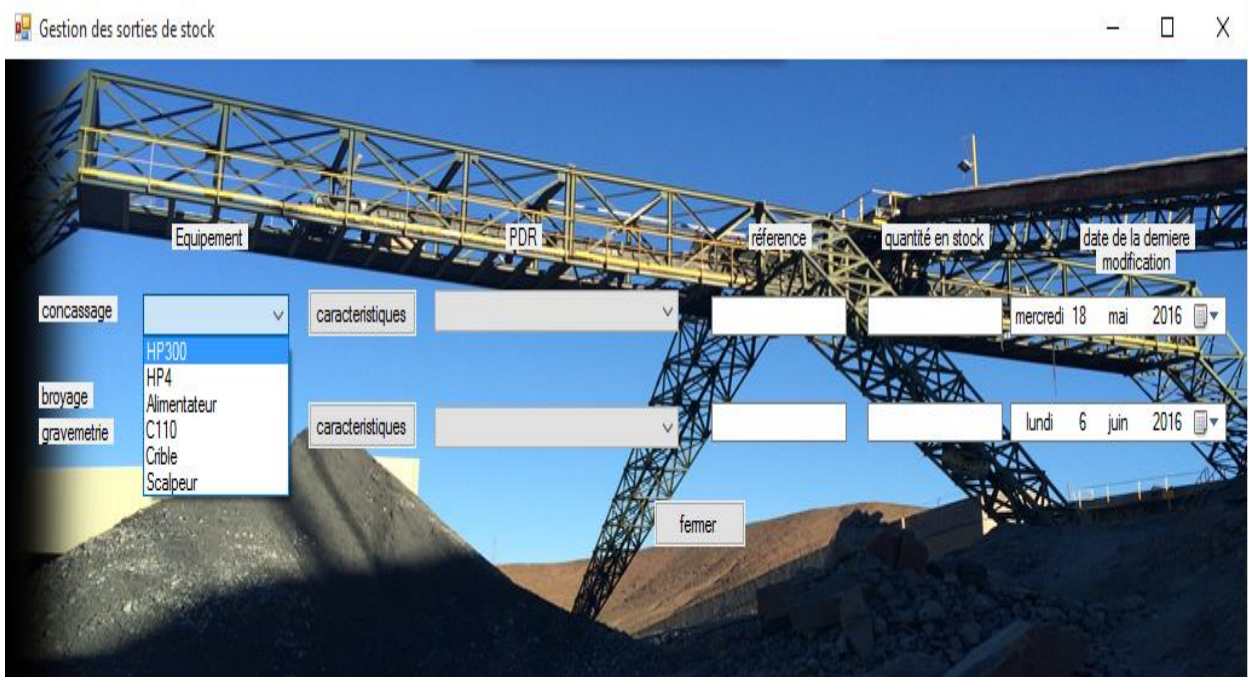 Gestion des sorties de stock
Equipement
PDR
réference
quantité en stock
date de la derniere
modification
concassage
caracteristiques
mercredi 18 mai 2016
HP300
HP4
Alimentateur
C110
Crible
Scalpeur
broyage
gravemetrie
caracteristiques
lundi 6 juin 2016
fermer